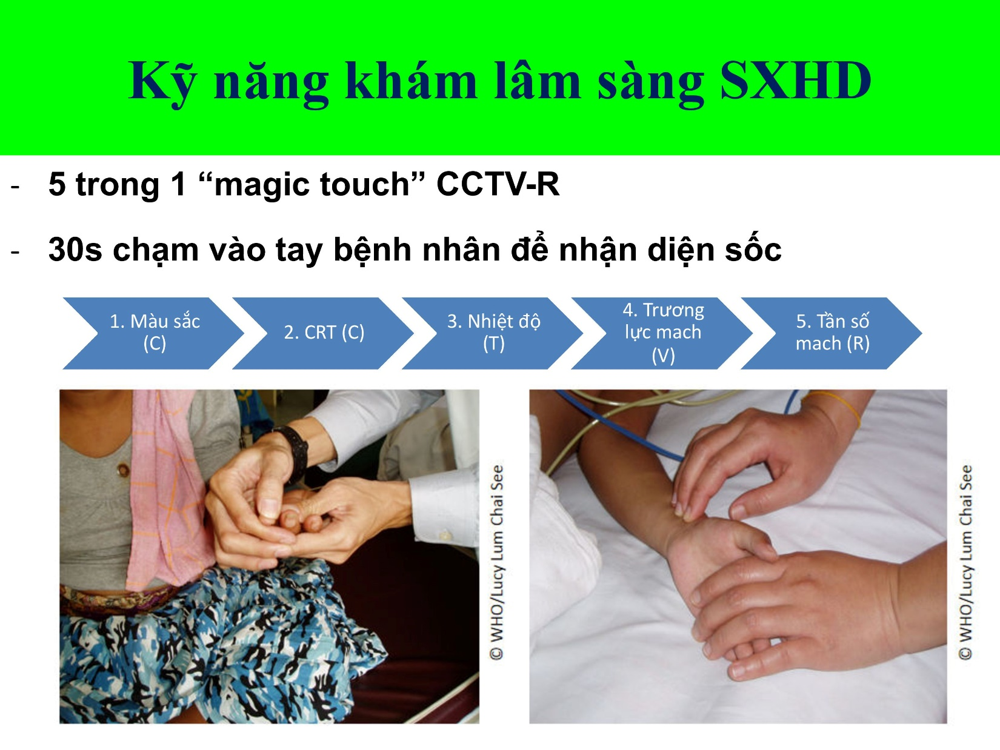 Kỹ năng khám lâm sàng SXHD
- 5 trong 1 “magic touch” CCTV-R
- 30s chạm vào tay bệnh nhân để nhận diện sốc
1. Màu sắc
(C)
2. CRT (C)
3. Nhiệt độ
(T)
4. Trương
lực mach
(V)
5. Tần số
mach (R)
© WHO/Lucy Lum Chai See
© WHO/Lucy Lum Chai See